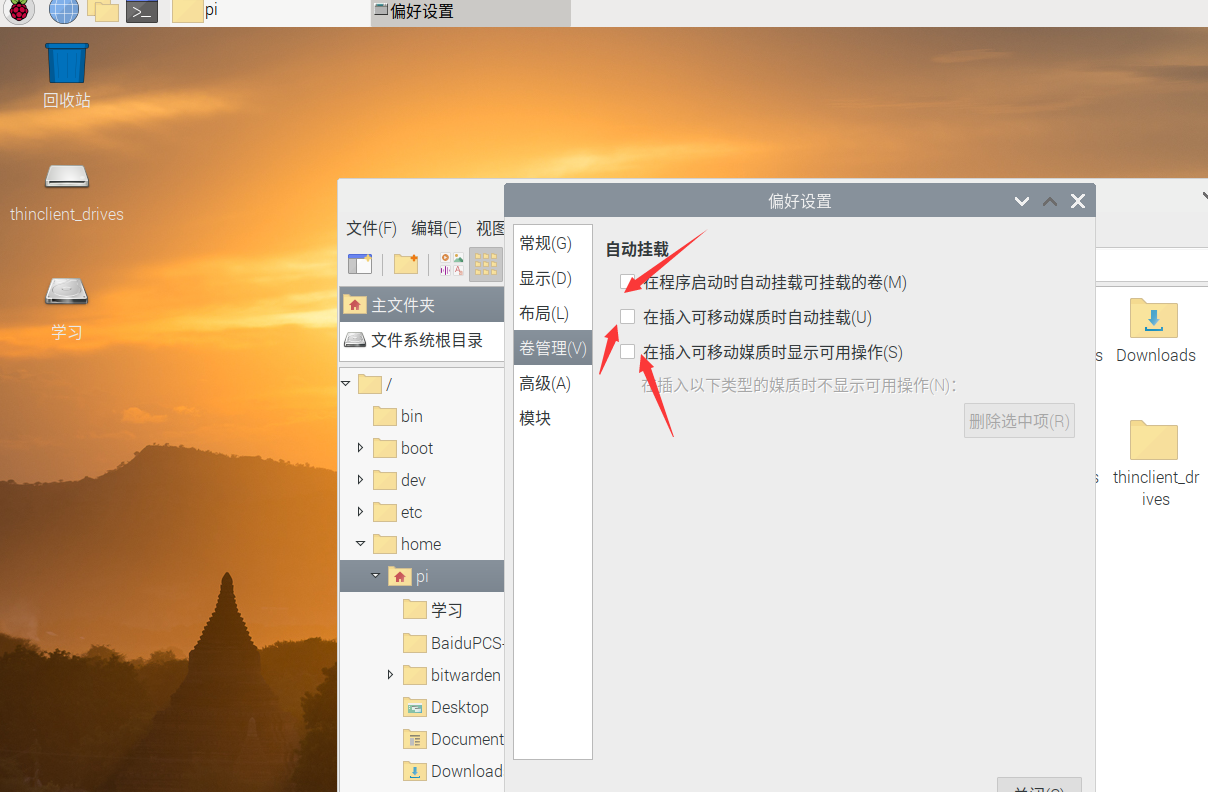 pi
偏好设置
回收站
thinclient_drives
学习
文件(F) 编辑(E) 视图
主文件夹
文件系统根目录
/
bin
boot
dev
etc
home
pi
学习
BaiduPCS-
bitwarden
Desktop
Document
Download
偏好设置
常规(G)
显示(D)
布局(L)
卷管理(V)
高级(A)
模块
自动挂载
在程序启动时自动挂载可挂载的卷(M)
在插入可移动媒质时自动挂载(U)
在插入可移动媒质时显示可用操作(S)
在插入以下类型的媒质时不显示可用操作(N)：
删除选中项(R)
关闭(C)
s
Downloads
s
thinclient_dr
ives